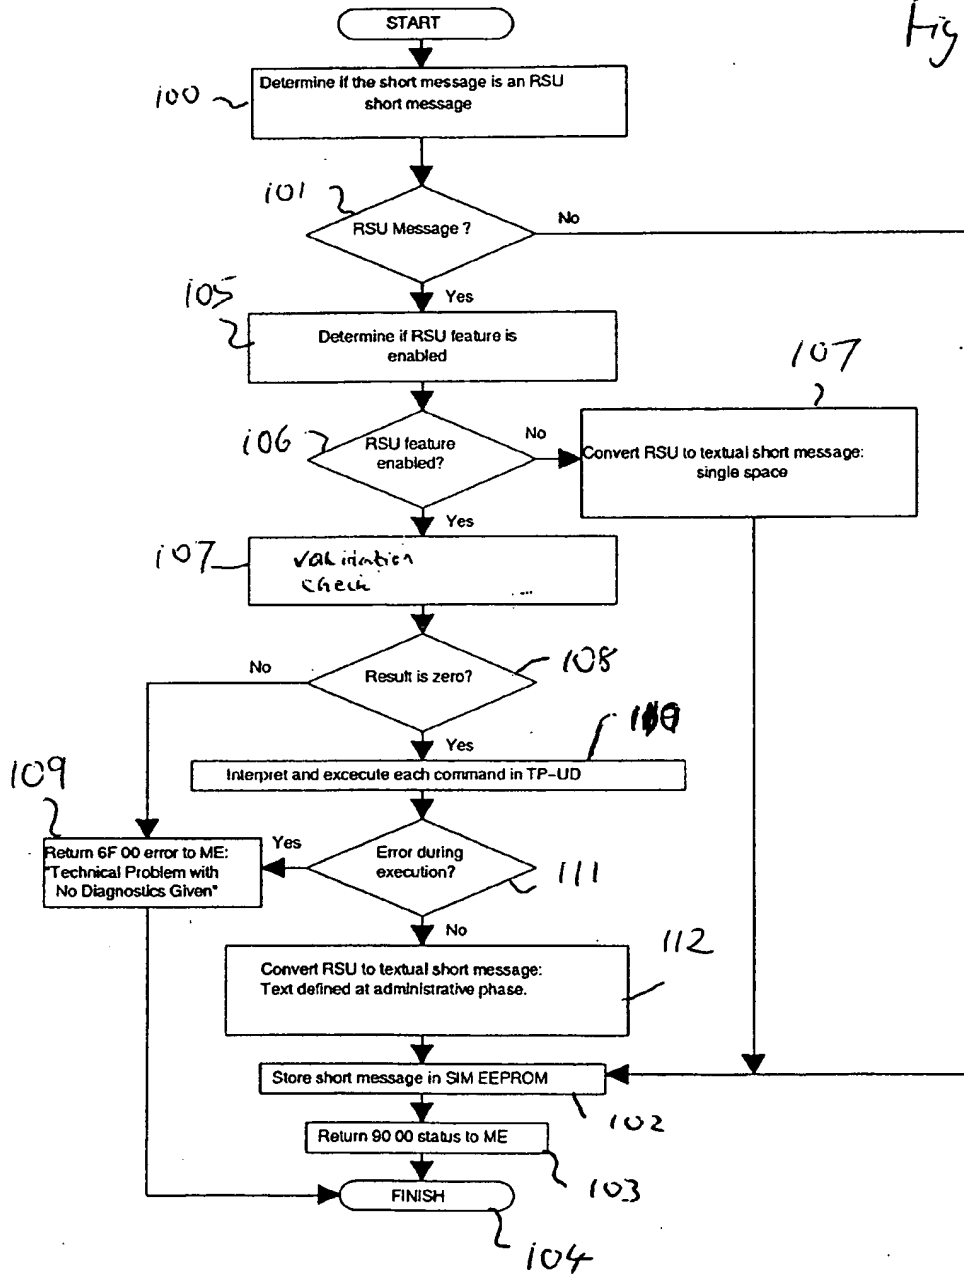 START
Fig
Determine if the short message is an RSU
short message
100
101
RSU Message ?
No
Yes
105
Determine if RSU feature is
enabled
107
106
RSU feature
enabled?
No
Convert RSU to textual short message:
single space
Yes
107
validation
check
...
No
Result is zero?
108
Yes
Interpret and excecute each command in TP-UD
109
Return 6F 00 error to ME:
"Technical Problem with
No Diagnostics Given"
Yes
Error during
execution?
111
No
112
Convert RSU to textual short message:
Text defined at administrative phase.
Store short message in SIM EEPROM
102
Return 90 00 status to ME
103
FINISH
104